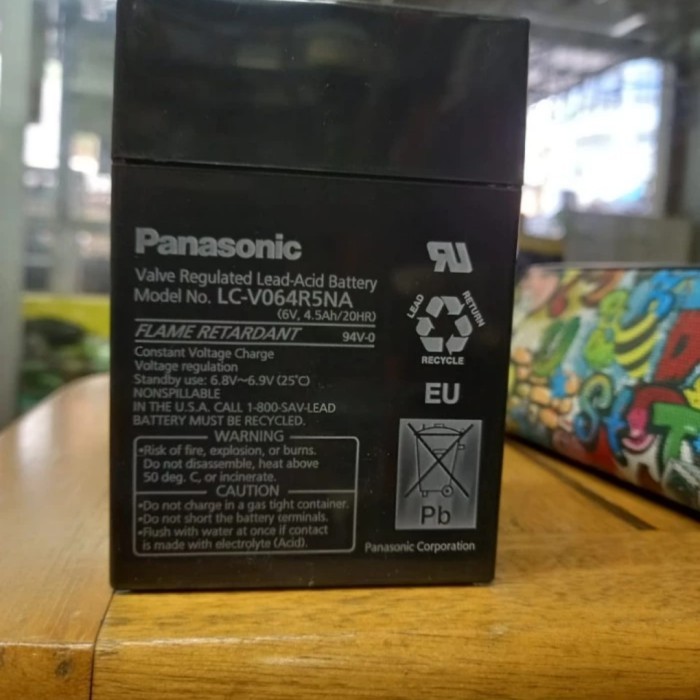 Panasonic
Valve Regulated Lead-Acid Battery
Model No. LC-V064R5NA
(6V, 4.5Ah/20HR)
FLAME RETARDANT 94V-0
Constant Voltage Charge
Voltage regulation
Standby use: 6.8V~6.9V (25°C)
NONSPILLABLE
IN THE U.S.A. CALL 1-800-SAV-LEAD
BATTERY MUST BE RECYCLED.
WARNING
•Risk of fire, explosion, or burns.
Do not disassemble, heat above
50 deg. C, or incinerate.
CAUTION
•Do not charge in a gas tight container.
•Do not short the battery terminals.
•Flush with water at once if contact
is made with electrolyte (Acid).
LEAD
RETURN
RECYCLE
EU
Pb
Panasonic Corporation